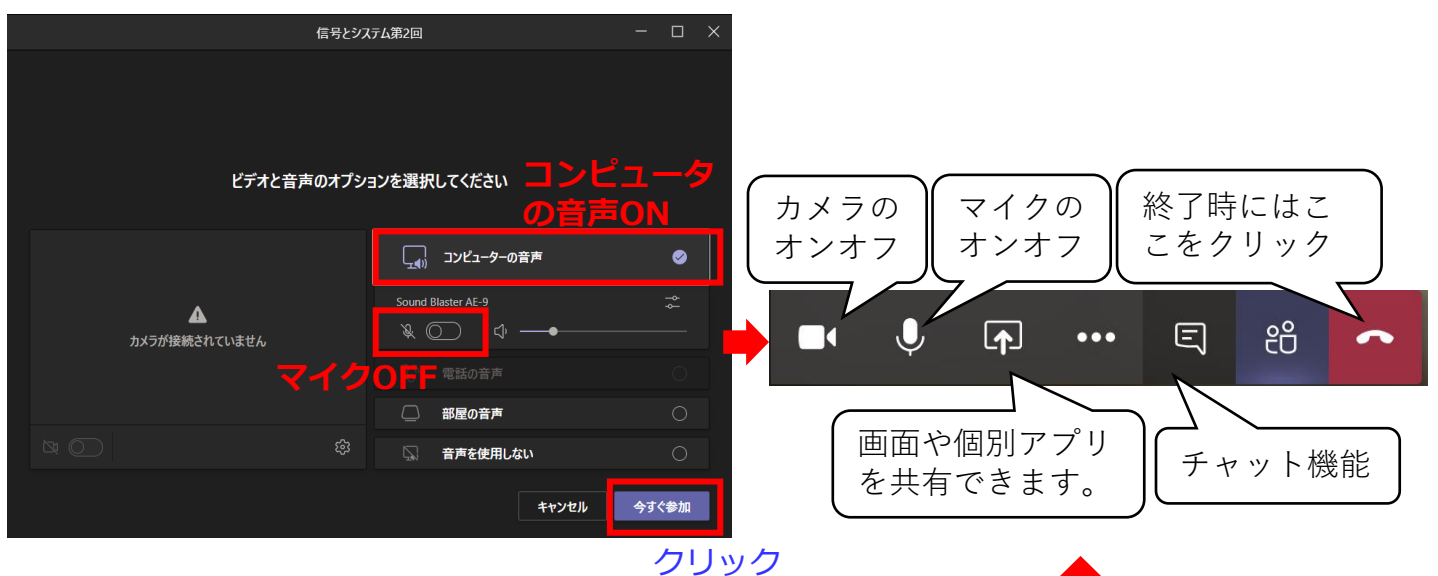 信号とシステム第2回
ビデオと音声のオプションを選択してください
コンピュータ
の音声ON
コンピューターの音声
Sound Blaster AE-9
カメラが接続されていません
マイクOFF
電話の音声
部屋の音声
音声を使用しない
キャンセル
今すぐ参加
クリック
カメラの
オンオフ
マイクの
オンオフ
終了時にはこ
こをクリック
画面や個別アプリ
を共有できます。
チャット機能